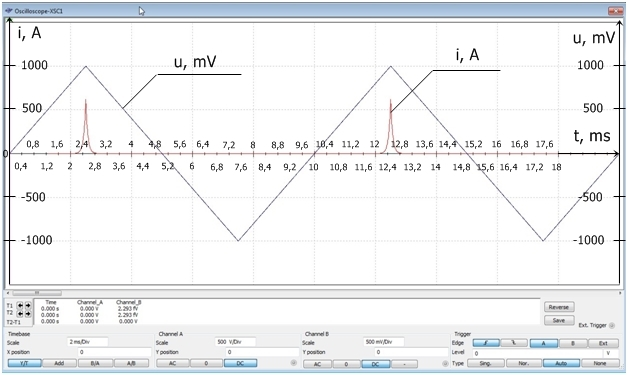 Oscilloscope-XSC1
i, A
u, mV
u, mV
i, A
1000
1000
500
500
t, ms
0,8 1,6 2,4 3,2 4 4,8 5,6 6,4 7,2 8 8,8 9,6 10,4 11,2 12 12,8 13,6 14,4 15,2 16 16,8 17,6
0
0,4 1,2 2 2,8 3,6 4,4 5,2 6 6,8 7,6 8,4 9,2 10 10,8 11,6 12,4 13,2 14 14,8 15,6 16,4 17,2 18
-500
-500
-1000
-1000
T1
T2
T2-T1
Time Channel_A Channel_B
0.000 s 0.000 V 2.293 fV
0.000 s 0.000 V 2.293 fV
0.000 s 0.000 V 0.000 V
Reverse
Save
Ext. Trigger
Timebase
Scale 2 ms/Div
X position 0
Y/T Add B/A A/B
Channel A
Scale 500 V/Div
Y position 0
AC 0 DC
Channel B
Scale 500 mV/Div
Y position 0
AC 0 DC -
Trigger
Edge A B Ext
Level 0 V
Type Sing. Nor. Auto None